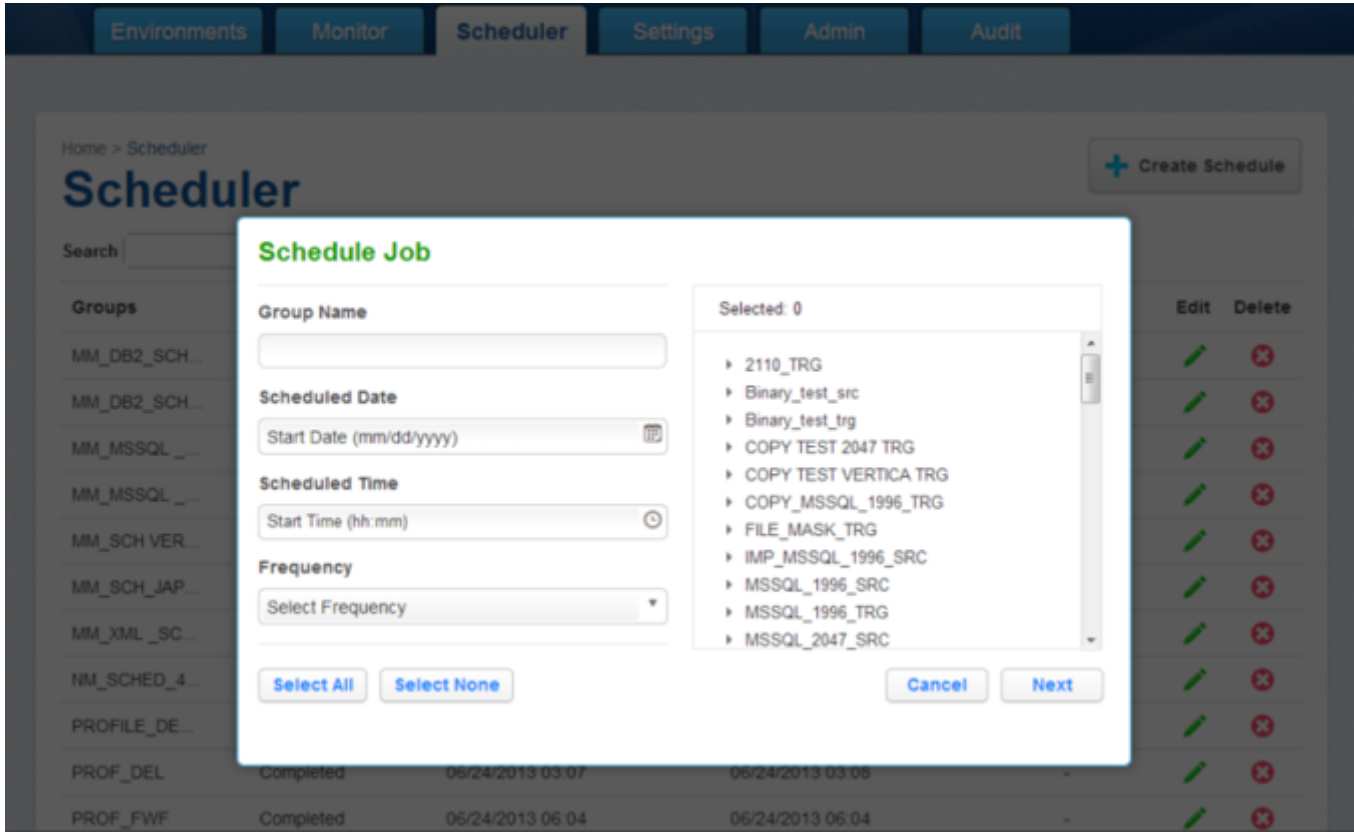 Environments Monitor Scheduler Settings Admin Audit
Home > Scheduler
Create Schedule
Scheduler
Search
Groups Edit Delete
MM_DB2_SCH...
MM_DB2_SCH...
MM_MSSQL _...
MM_MSSQL _...
MM_SCH VER...
MM_SCH_JAP...
MM_XML _SC...
NM_SCHED_4...
PROFILE_DE...
PROF_DEL Completed 06/24/2013 03:07 06/24/2013 03:08 -
PROF_FWF Completed 06/24/2013 06:04 06/24/2013 06:04 -
Schedule Job
Group Name
Scheduled Date
Start Date (mm/dd/yyyy)
Scheduled Time
Start Time (hh:mm)
Frequency
Select Frequency
Selected: 0
2110_TRG
Binary_test_src
Binary_test_trg
COPY TEST 2047 TRG
COPY TEST VERTICA TRG
COPY_MSSQL_1996_TRG
FILE_MASK_TRG
IMP_MSSQL_1996_SRC
MSSQL_1996_SRC
MSSQL_1996_TRG
MSSQL_2047_SRC
Select All Select None Cancel Next